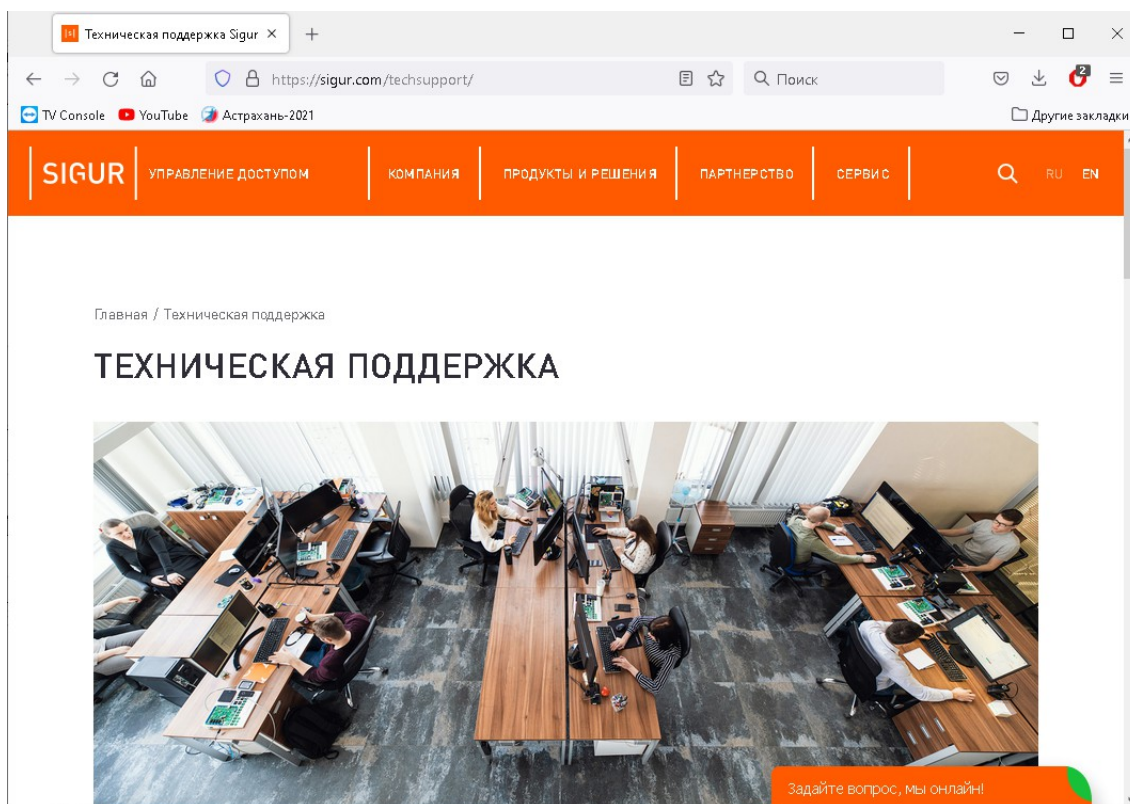 Техническая поддержка Sigur
https://sigur.com/techsupport/
Поиск
2
TV Console YouTube Астрахань-2021 Другие закладки
SIGUR УПРАВЛЕНИЕ ДОСТУПОМ КОМПАНИЯ ПРОДУКТЫ И РЕШЕНИЯ ПАРТНЕРСТВО СЕРВИС RU EN
Главная / Техническая поддержка
ТЕХНИЧЕСКАЯ ПОДДЕРЖКА
Задайте вопрос, мы онлайн!